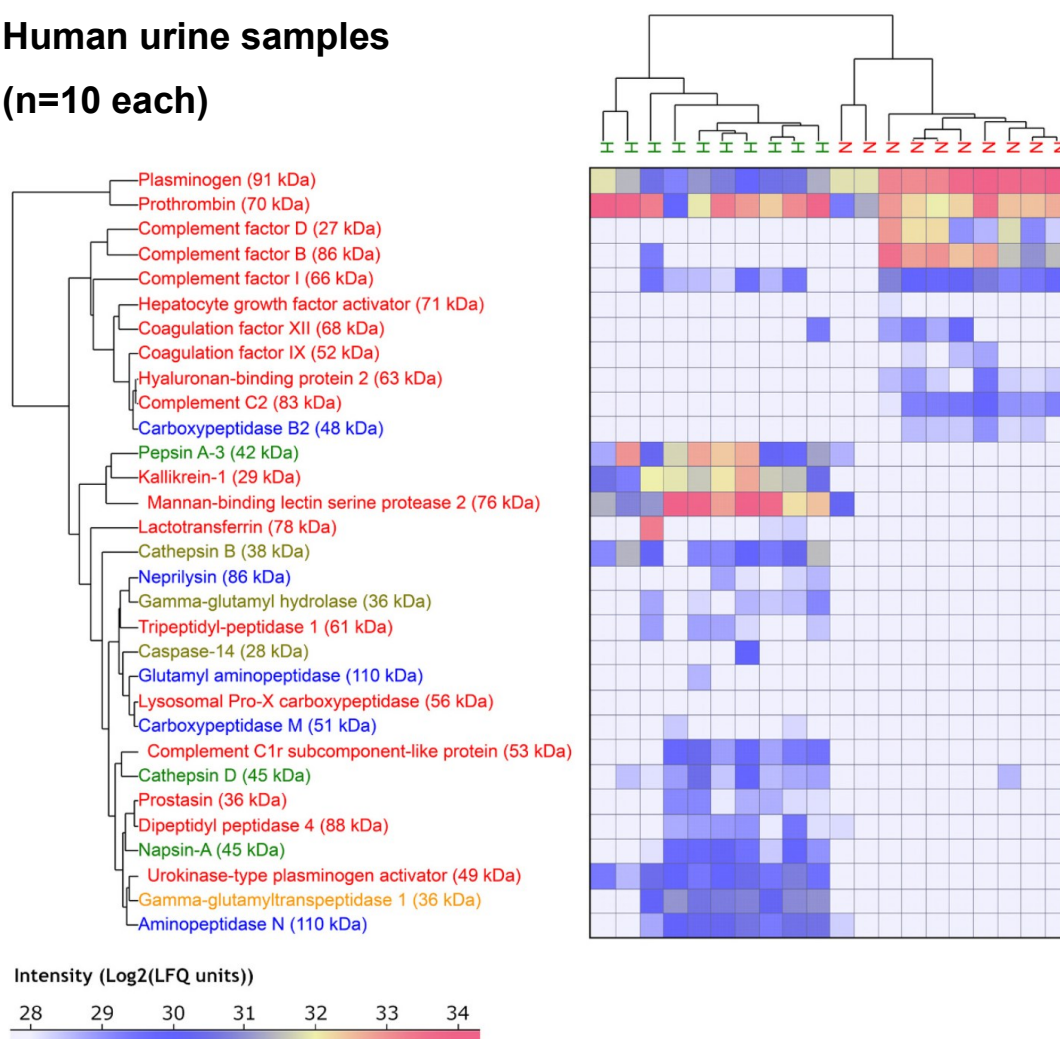 Human urine samples
(n=10 each)
H H H H H H H H H H N N N N N N N N N N
Plasminogen (91 kDa)
Prothrombin (70 kDa)
Complement factor D (27 kDa)
Complement factor B (86 kDa)
Complement factor I (66 kDa)
Hepatocyte growth factor activator (71 kDa)
Coagulation factor XII (68 kDa)
Coagulation factor IX (52 kDa)
Hyaluronan-binding protein 2 (63 kDa)
Complement C2 (83 kDa)
Carboxypeptidase B2 (48 kDa)
Pepsin A-3 (42 kDa)
Kallikrein-1 (29 kDa)
Mannan-binding lectin serine protease 2 (76 kDa)
Lactotransferrin (78 kDa)
Cathepsin B (38 kDa)
Neprilysin (86 kDa)
Gamma-glutamyl hydrolase (36 kDa)
Tripeptidyl-peptidase 1 (61 kDa)
Caspase-14 (28 kDa)
Glutamyl aminopeptidase (110 kDa)
Lysosomal Pro-X carboxypeptidase (56 kDa)
Carboxypeptidase M (51 kDa)
Complement C1r subcomponent-like protein (53 kDa)
Cathepsin D (45 kDa)
Prostasin (36 kDa)
Dipeptidyl peptidase 4 (88 kDa)
Napsin-A (45 kDa)
Urokinase-type plasminogen activator (49 kDa)
Gamma-glutamyltranspeptidase 1 (36 kDa)
Aminopeptidase N (110 kDa)
Intensity (Log2(LFQ units))
28 29 30 31 32 33 34